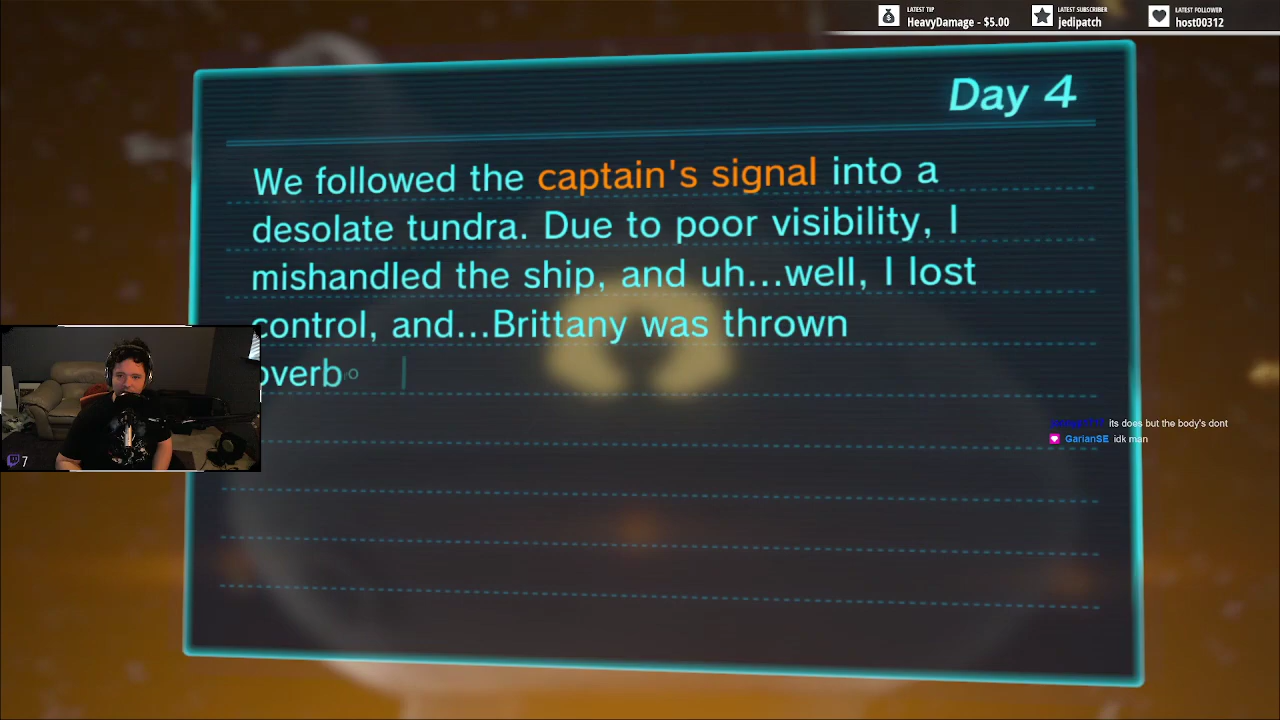 LATEST TIP
HeavyDamage - $5.00
LATEST SUBSCRIBER
jedipatch
LATEST FOLLOWER
host00312
Day 4
We followed the captain's signal into a
desolate tundra. Due to poor visibility, I
mishandled the ship, and uh...well, I lost
control, and...Brittany was thrown
overb
its does but the body's dont
GarianSE idk man
7